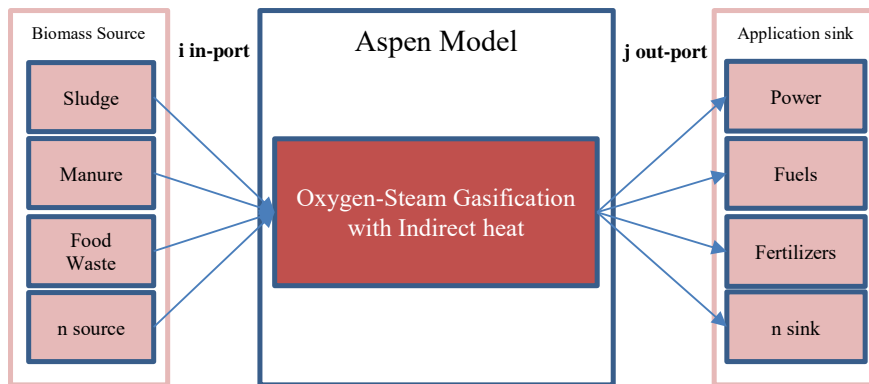 Biomass Source
Sludge
Manure
Food
Waste
n source
i in-port
Aspen Model
Oxygen-Steam Gasification
with Indirect heat
j out-port
Application sink
Power
Fuels
Fertilizers
n sink